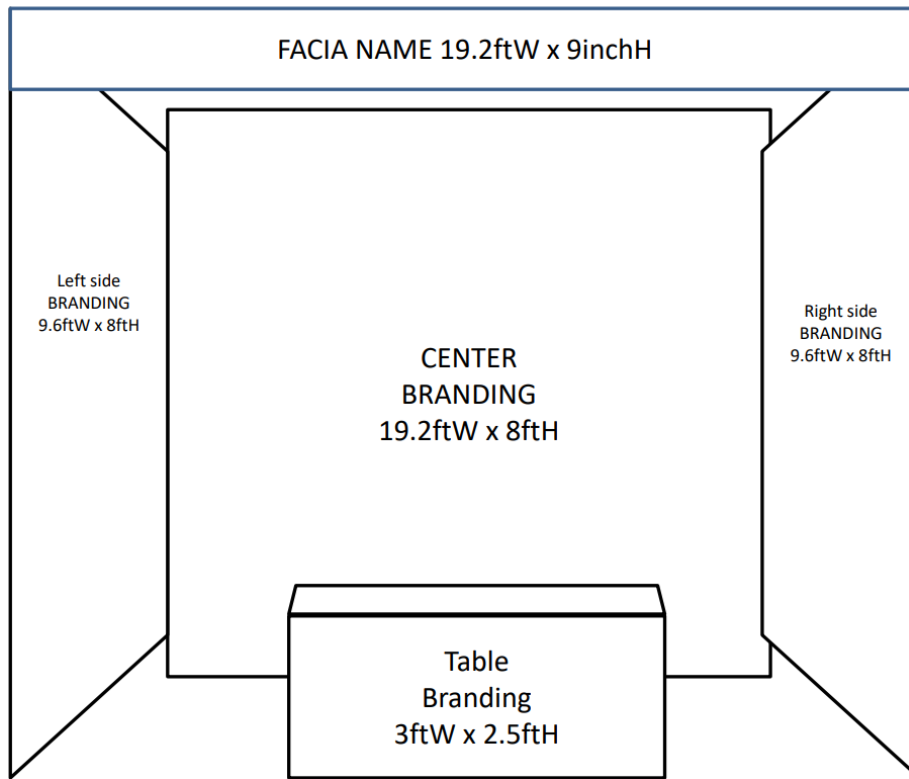 FACIA NAME 19.2ftW x 9inchH
Left side
BRANDING
9.6ftW x 8ftH
CENTER
BRANDING
19.2ftW x 8ftH
Right side
BRANDING
9.6ftW x 8ftH
Table
Branding
3ftW x 2.5ftH